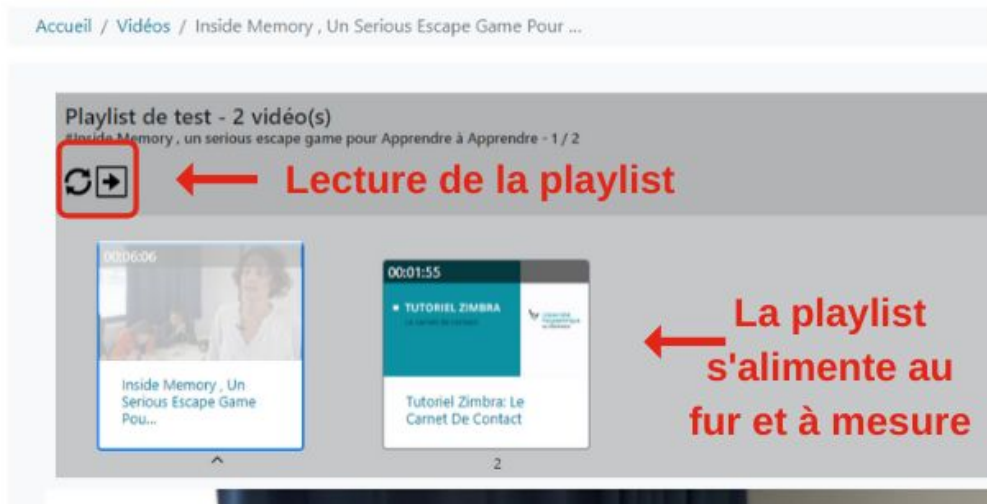 Accueil / Vidéos / Inside Memory , Un Serious Escape Game Pour ...
Playlist de test - 2 vidéo(s)
#Inside Memory , un serious escape game pour Apprendre à Apprendre - 1 / 2
Lecture de la playlist
00:06:06
00:01:55
TUTORIEL ZIMBRA
Inside Memory , Un
Serious Escape Game
Pou...
Tutoriel Zimbra: Le
Carnet De Contact
2
La playlist
s'alimente au
fur et à mesure